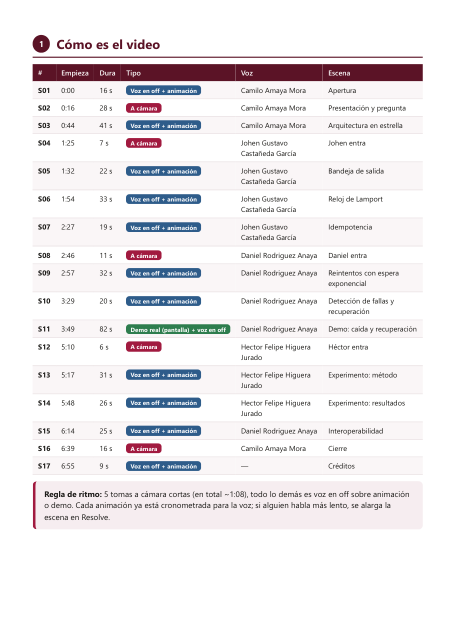 1 Cómo es el video
# Empieza Dura Tipo Voz Escena
S01 0:00 16 s Voz en off + animación Camilo Amaya Mora Apertura
S02 0:16 28 s A cámara Camilo Amaya Mora Presentación y pregunta
S03 0:44 41 s Voz en off + animación Camilo Amaya Mora Arquitectura en estrella
S04 1:25 7 s A cámara Johen Gustavo Johen entra
Castañeda García
S05 1:32 22 s Voz en off + animación Johen Gustavo Bandeja de salida
Castañeda García
S06 1:54 33 s Voz en off + animación Johen Gustavo Reloj de Lamport
Castañeda García
S07 2:27 19 s Voz en off + animación Johen Gustavo Idempotencia
Castañeda García
S08 2:46 11 s A cámara Daniel Rodriguez Anaya Daniel entra
S09 2:57 32 s Voz en off + animación Daniel Rodriguez Anaya Reintentos con espera
exponencial
S10 3:29 20 s Voz en off + animación Daniel Rodriguez Anaya Detección de fallas y
recuperación
S11 3:49 82 s Demo real (pantalla) + voz en off Daniel Rodriguez Anaya Demo: caída y recuperación
S12 5:10 6 s A cámara Hector Felipe Higuera Héctor entra
Jurado
S13 5:17 31 s Voz en off + animación Hector Felipe Higuera Experimento: método
Jurado
S14 5:48 26 s Voz en off + animación Hector Felipe Higuera Experimento: resultados
Jurado
S15 6:14 25 s Voz en off + animación Daniel Rodriguez Anaya Interoperabilidad
S16 6:39 16 s A cámara Camilo Amaya Mora Cierre
S17 6:55 9 s Voz en off + animación — Créditos
Regla de ritmo: 5 tomas a cámara cortas (en total ~1:08), todo lo demás es voz en off sobre animación
o demo. Cada animación ya está cronometrada para la voz; si alguien habla más lento, se alarga la
escena en Resolve.